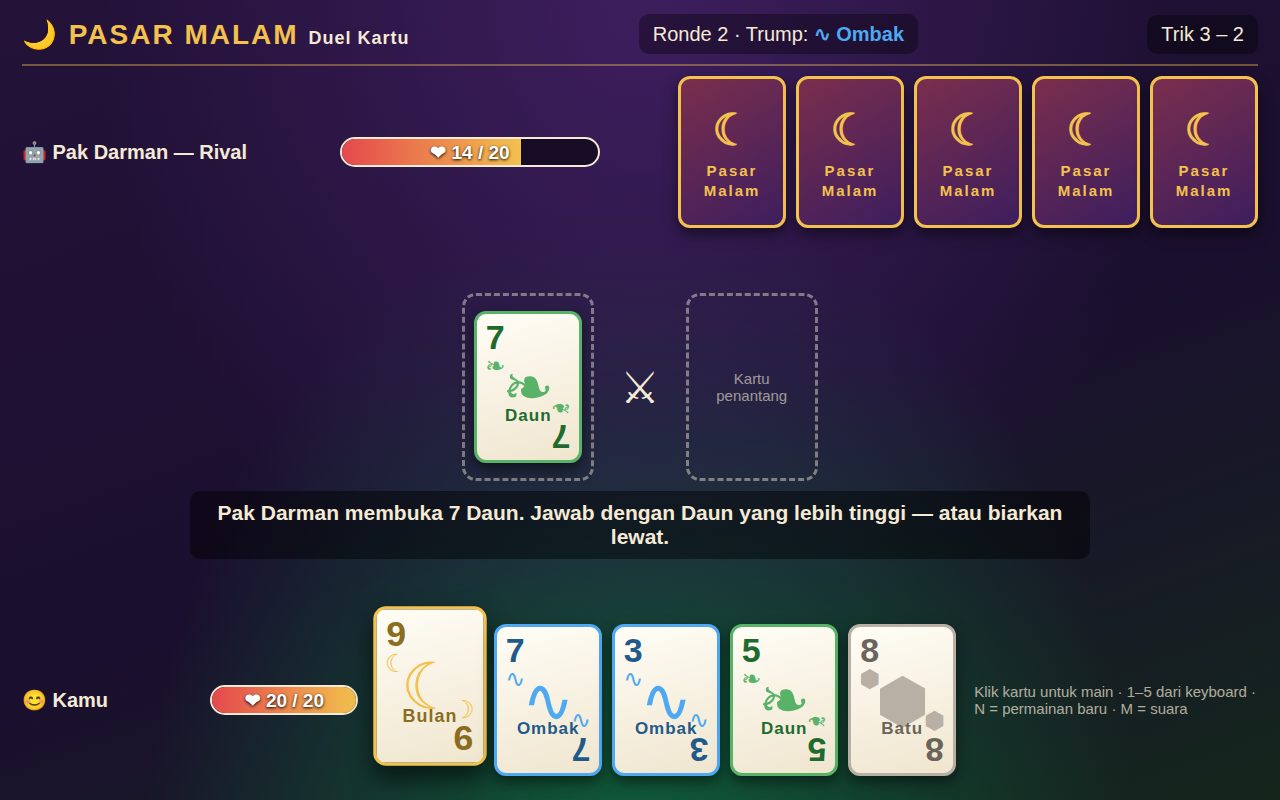 PASAR MALAM Duel Kartu
Ronde 2 · Trump: ∿ Ombak
Trik 3 – 2
Pak Darman — Rival
14 / 20
Pasar
Malam
Pasar
Malam
Pasar
Malam
Pasar
Malam
Pasar
Malam
7
Daun
7
Kartu
penantang
Pak Darman membuka 7 Daun. Jawab dengan Daun yang lebih tinggi — atau biarkan
lewat.
Kamu
20 / 20
9
Bulan
9
7
Ombak
7
3
Ombak
3
5
Daun
5
8
Batu
8
Klik kartu untuk main · 1–5 dari keyboard ·
N = permainan baru · M = suara